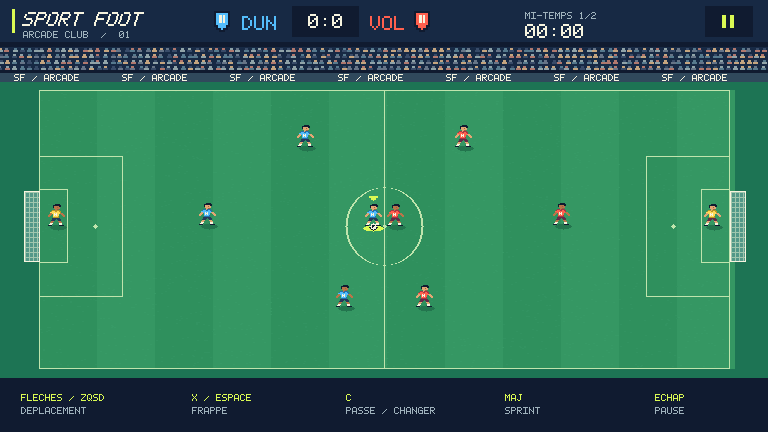 SPORT FOOT
ARCADE CLUB / 01
DUN 0:0 VOL
MI-TEMPS 1/2
00:00
SF / ARCADE SF / ARCADE SF / ARCADE SF / ARCADE SF / ARCADE SF / ARCADE SF / ARCADE
FLECHES / ZQSD
DEPLACEMENT
X / ESPACE
FRAPPE
C
PASSE / CHANGER
MAJ
SPRINT
ECHAP
PAUSE